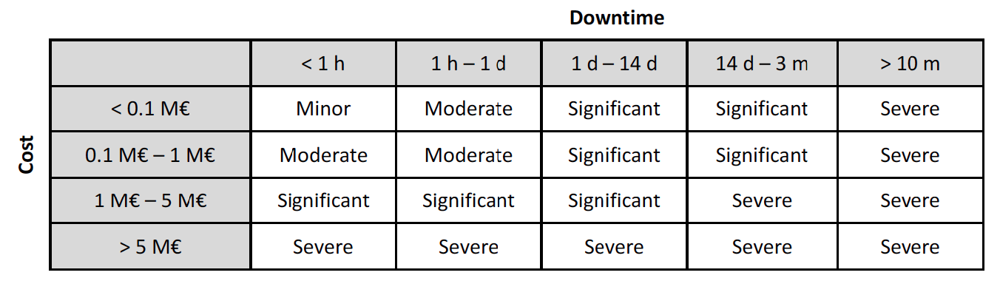 Downtime
< 1 h 1 h – 1 d 1 d – 14 d 14 d – 3 m > 10 m
< 0.1 M€ Minor Moderate Significant Significant Severe
Cost
0.1 M€ – 1 M€ Moderate Moderate Significant Significant Severe
1 M€ – 5 M€ Significant Significant Significant Severe Severe
> 5 M€ Severe Severe Severe Severe Severe